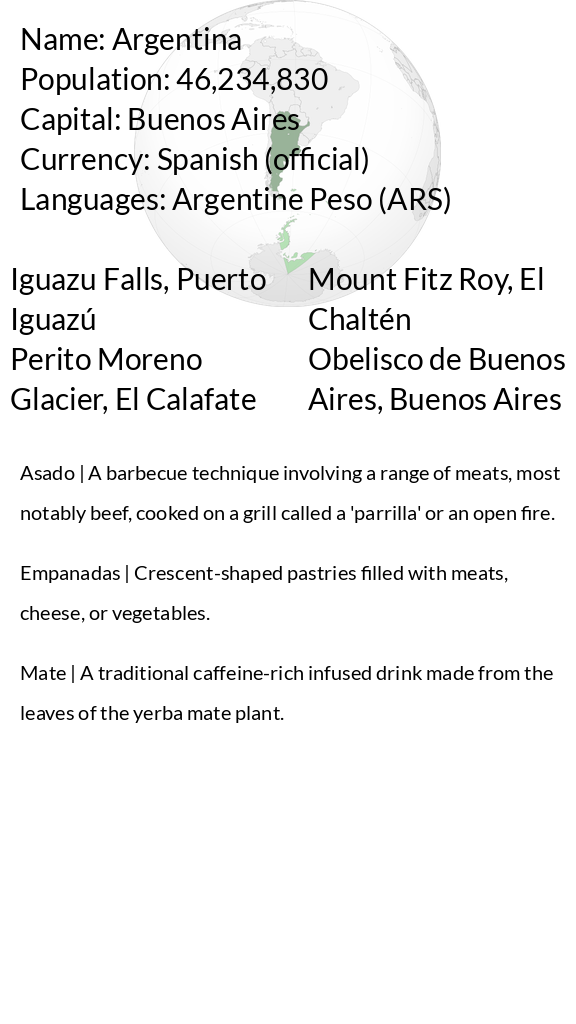 Name: Argentina
Population: 46,234,830
Capital: Buenos Aires
Currency: Spanish (official)
Languages: Argentine Peso (ARS)
Iguazu Falls, Puerto
Iguazú
Perito Moreno
Glacier, El Calafate
Mount Fitz Roy, El
Chaltén
Obelisco de Buenos
Aires, Buenos Aires
Asado | A barbecue technique involving a range of meats, most
notably beef, cooked on a grill called a 'parrilla' or an open fire.
Empanadas | Crescent-shaped pastries filled with meats,
cheese, or vegetables.
Mate | A traditional caffeine-rich infused drink made from the
leaves of the yerba mate plant.